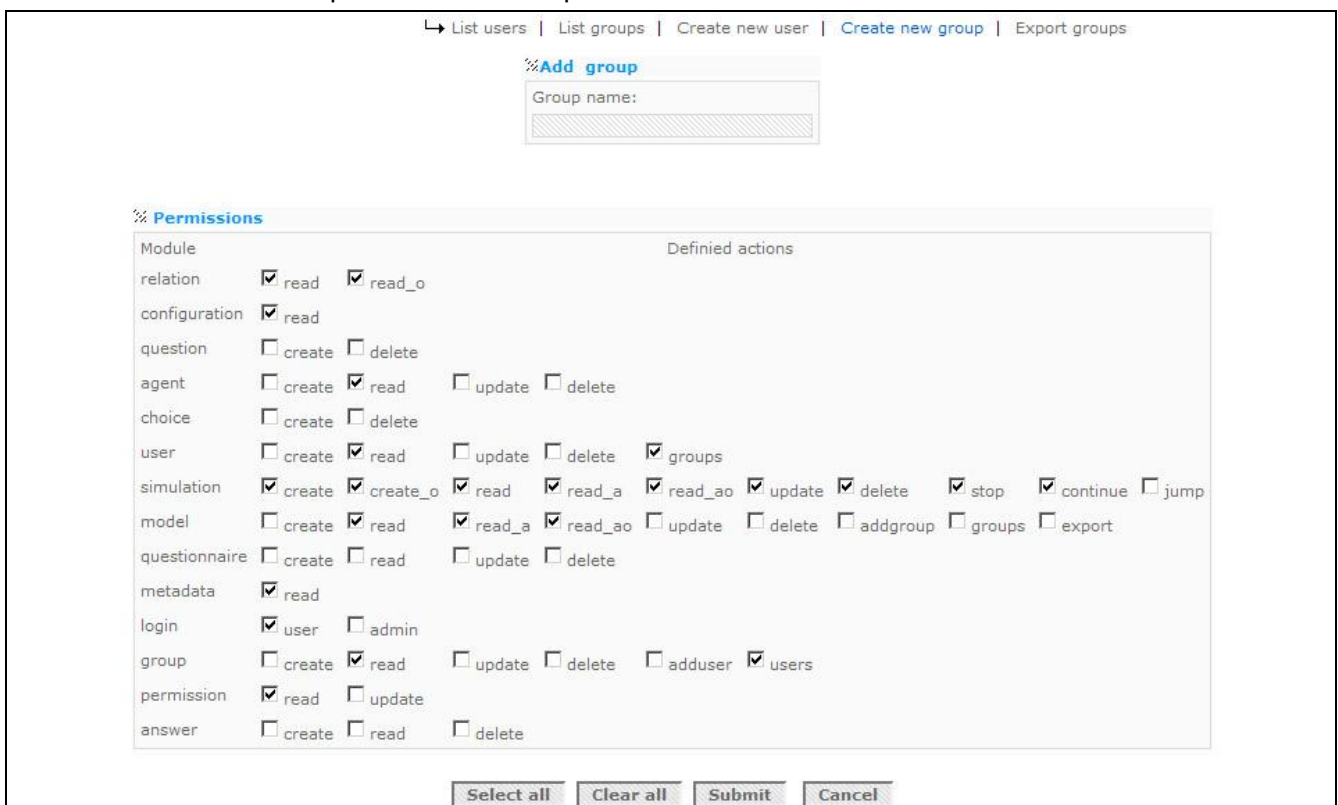 List users | List groups | Create new user | Create new group | Export groups
Add group
Group name:
Permissions
Module Definied actions
relation read read_o
configuration read
question create delete
agent create read update delete
choice create delete
user create read update delete groups
simulation create create_o read read_a read_ao update delete stop continue jump
model create read read_a read_ao update delete addgroup groups export
questionnaire create read update delete
metadata read
login user admin
group create read update delete adduser users
permission read update
answer create read delete
Select all Clear all Submit Cancel